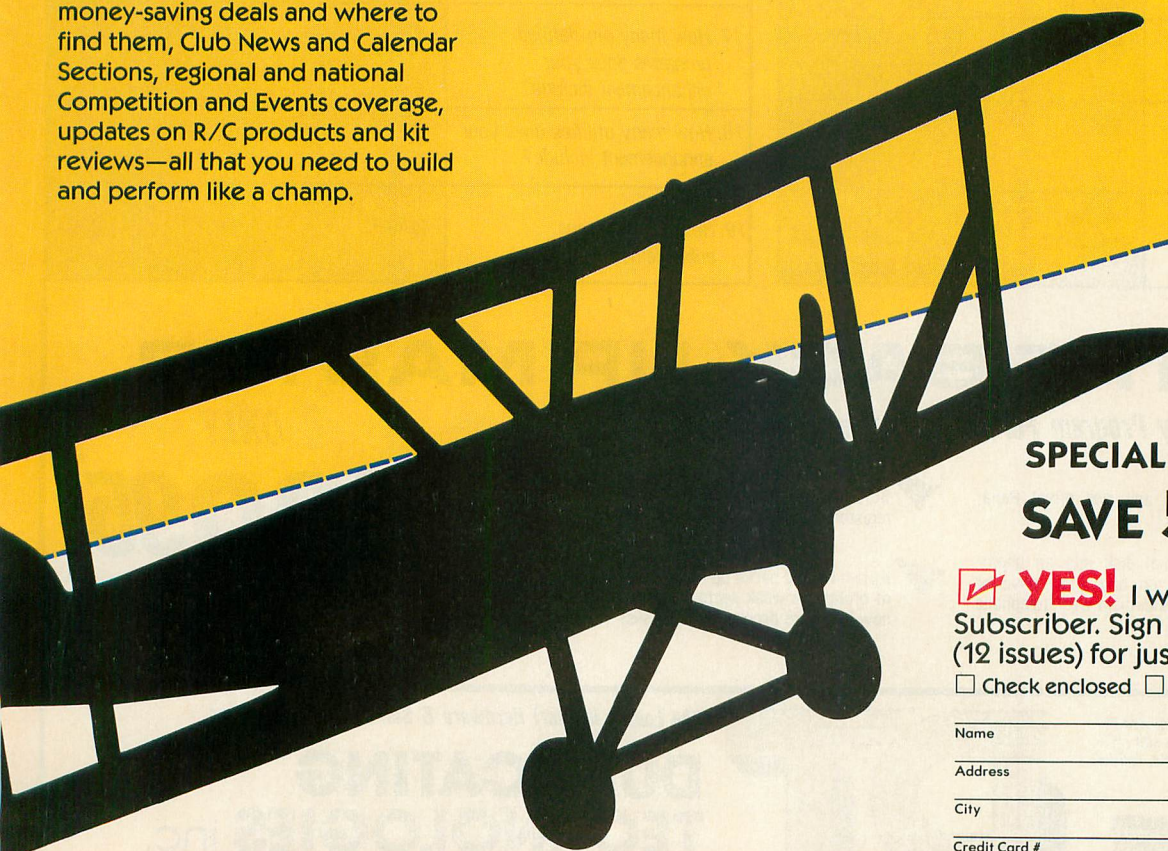 money-saving deals and where to
find them, Club News and Calendar
Sections, regional and national
Competition and Events coverage,
updates on R/C products and kit
reviews—all that you need to build
and perform like a champ.
SPECIAL
SAVE
YES! I w
Subscriber. Sign
(12 issues) for jus
☐ Check enclosed ☐
Name
Address
City
Credit Card #